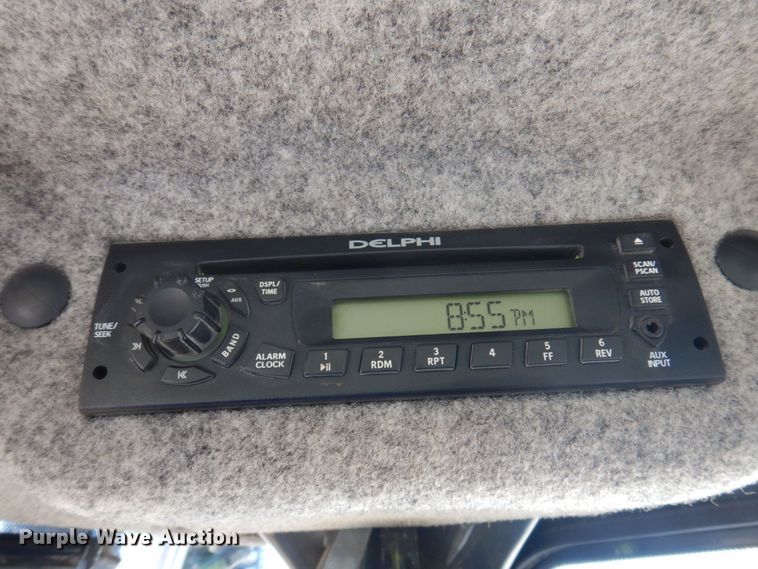 DELPHI
SETUP
PUSH
DSPL/
TIME
AUX
TUNE/
SEEK
BAND
ALARM
CLOCK
8:55 PM
1
2
RDM
3
RPT
4
5
FF
6
REV
SCAN/
PSCAN
AUTO
STORE
AUX
INPUT
Purple Wave Auction